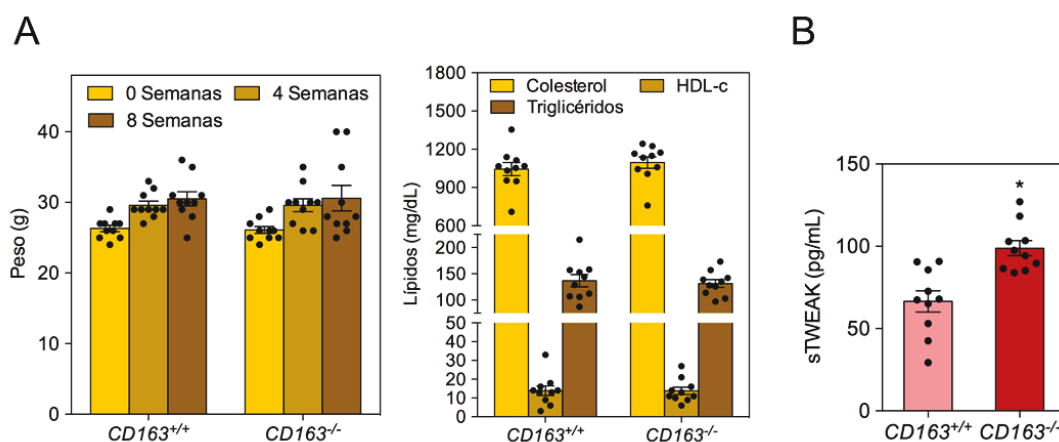 A
B
0 Semanas
4 Semanas
8 Semanas
Peso (g)
40
30
20
10
0
CD163+/+
CD163-/-
Colesterol
HDL-c
Triglicéridos
Lípidos (mg/dL)
1800
1500
1200
900
600
200
150
100
50
40
30
20
10
0
CD163+/+
CD163-/-
sTWEAK (pg/mL)
150
100
50
0
*
CD163+/+
CD163-/-